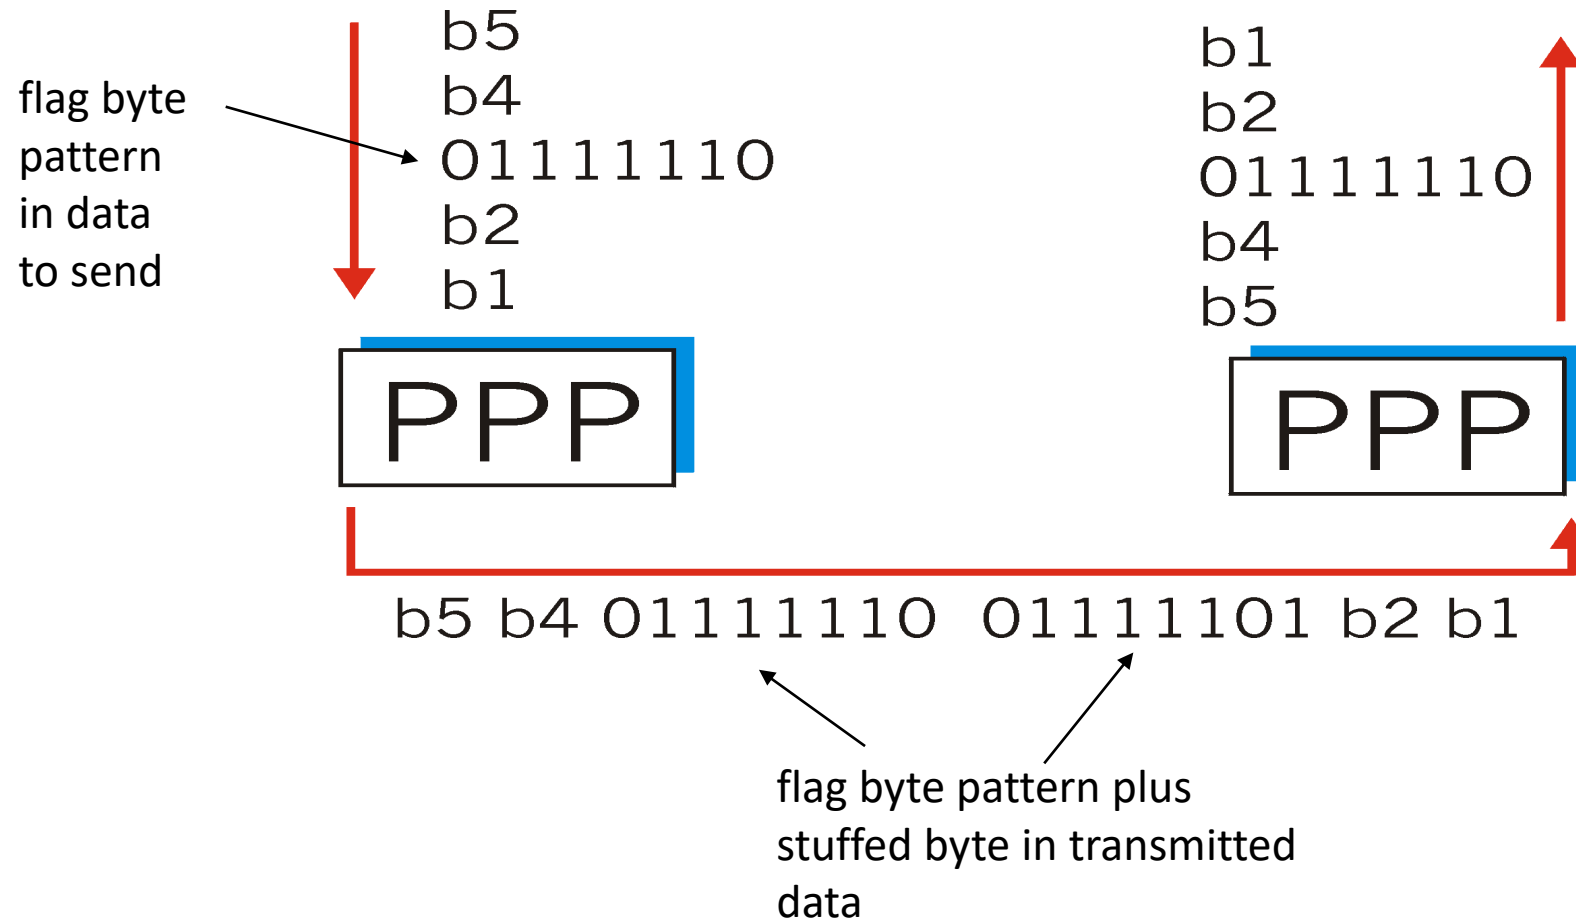 flag byte
pattern
in data
to send
b5
b4
01111110
b2
b1
b1
b2
01111110
b4
b5
PPP
PPP
b5 b4 01111110 01111101 b2 b1
flag byte pattern plus
stuffed byte in transmitted
data